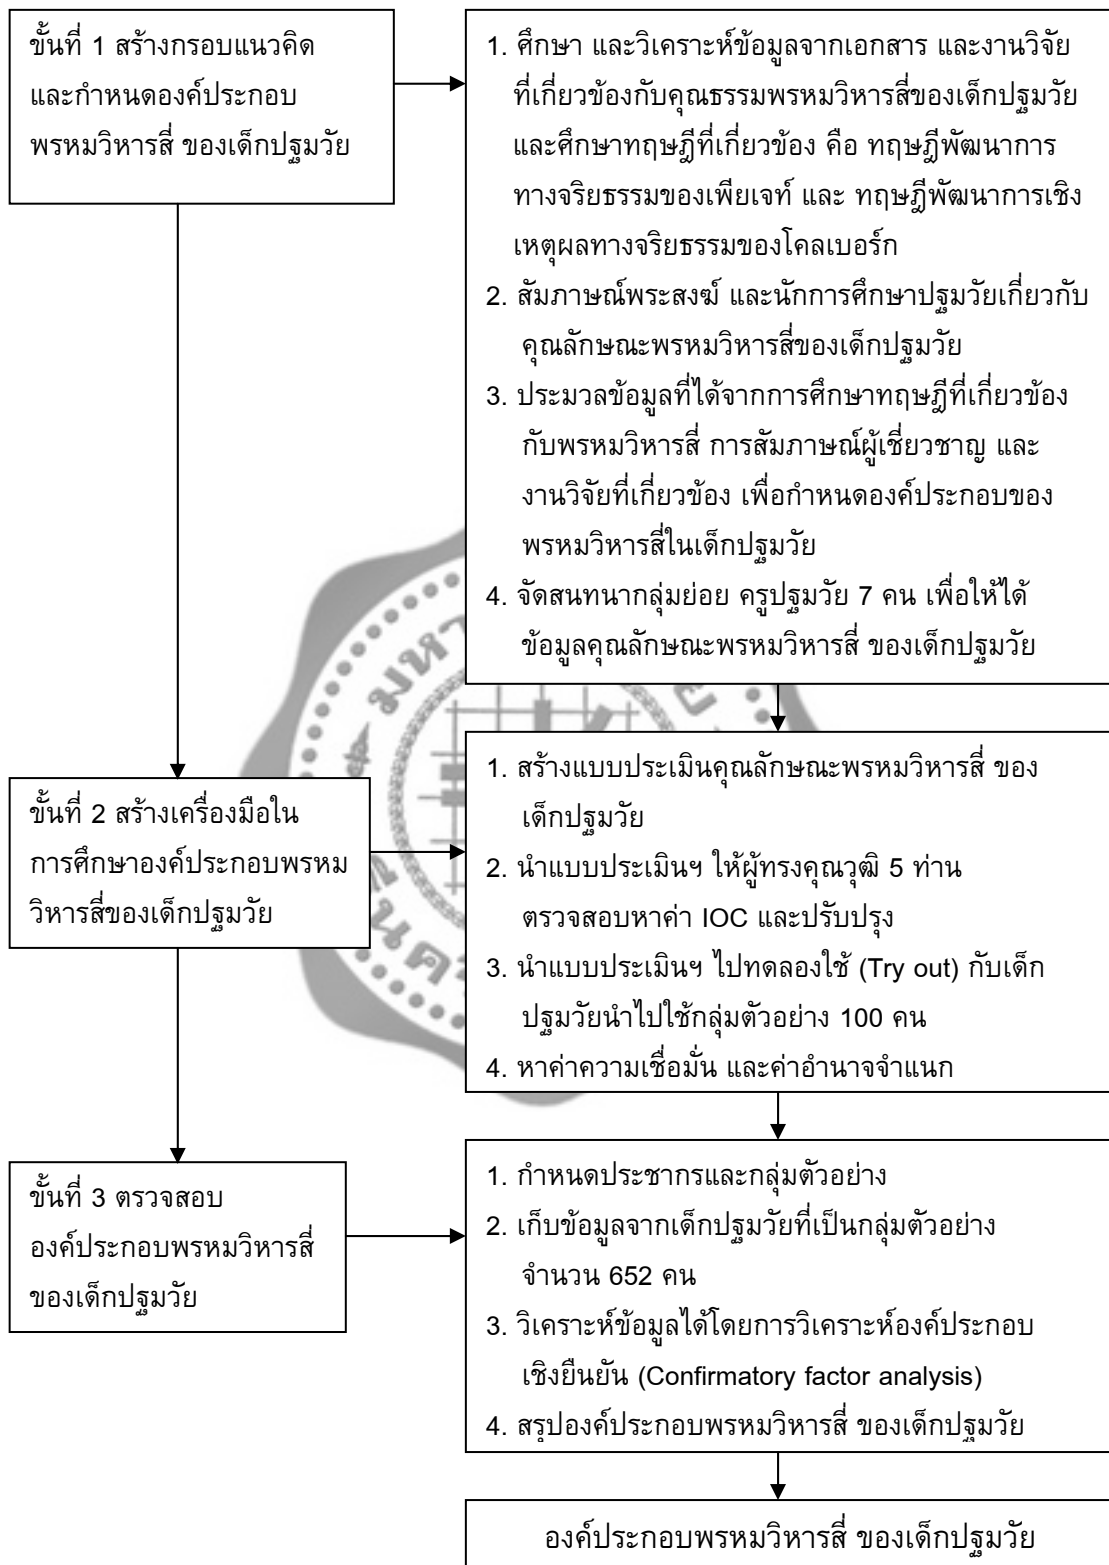 ขั้นที่ 1 สร้างกรอบแนวคิด
และกำหนดองค์ประกอบ
พรหมวิหารสี่ ของเด็กปฐมวัย
1. ศึกษา และวิเคราะห์ข้อมูลจากเอกสาร และงานวิจัย
ที่เกี่ยวข้องกับคุณธรรมพรหมวิหารสี่ของเด็กปฐมวัย
และศึกษาทฤษฎีที่เกี่ยวข้อง คือ ทฤษฎีพัฒนาการ
ทางจริยธรรมของเพียเจท์ และ ทฤษฎีพัฒนาการเชิง
เหตุผลทางจริยธรรมของโคลเบอร์ก
2. สัมภาษณ์พระสงฆ์ และนักการศึกษาปฐมวัยเกี่ยวกับ
คุณลักษณะพรหมวิหารสี่ของเด็กปฐมวัย
3. ประมวลข้อมูลที่ได้จากการศึกษาทฤษฎีที่เกี่ยวข้อง
กับพรหมวิหารสี่ การสัมภาษณ์ผู้เชี่ยวชาญ และ
งานวิจัยที่เกี่ยวข้อง เพื่อกำหนดองค์ประกอบของ
พรหมวิหารสี่ในเด็กปฐมวัย
4. จัดสนทนากลุ่มย่อย ครูปฐมวัย 7 คน เพื่อให้ได้
ข้อมูลคุณลักษณะพรหมวิหารสี่ ของเด็กปฐมวัย
ขั้นที่ 2 สร้างเครื่องมือใน
การศึกษาองค์ประกอบพรหม
วิหารสี่ของเด็กปฐมวัย
1. สร้างแบบประเมินคุณลักษณะพรหมวิหารสี่ ของ
เด็กปฐมวัย
2. นำแบบประเมินฯ ให้ผู้ทรงคุณวุฒิ 5 ท่าน
ตรวจสอบหาค่า IOC และปรับปรุง
3. นำแบบประเมินฯ ไปทดลองใช้ (Try out) กับเด็ก
ปฐมวัยนำไปใช้กลุ่มตัวอย่าง 100 คน
4. หาค่าความเชื่อมั่น และค่าอำนาจจำแนก
ขั้นที่ 3 ตรวจสอบ
องค์ประกอบพรหมวิหารสี่
ของเด็กปฐมวัย
1. กำหนดประชากรและกลุ่มตัวอย่าง
2. เก็บข้อมูลจากเด็กปฐมวัยที่เป็นกลุ่มตัวอย่าง
จำนวน 652 คน
3. วิเคราะห์ข้อมูลได้โดยการวิเคราะห์องค์ประกอบ
เชิงยืนยัน (Confirmatory factor analysis)
4. สรุปองค์ประกอบพรหมวิหารสี่ ของเด็กปฐมวัย
องค์ประกอบพรหมวิหารสี่ ของเด็กปฐมวัย